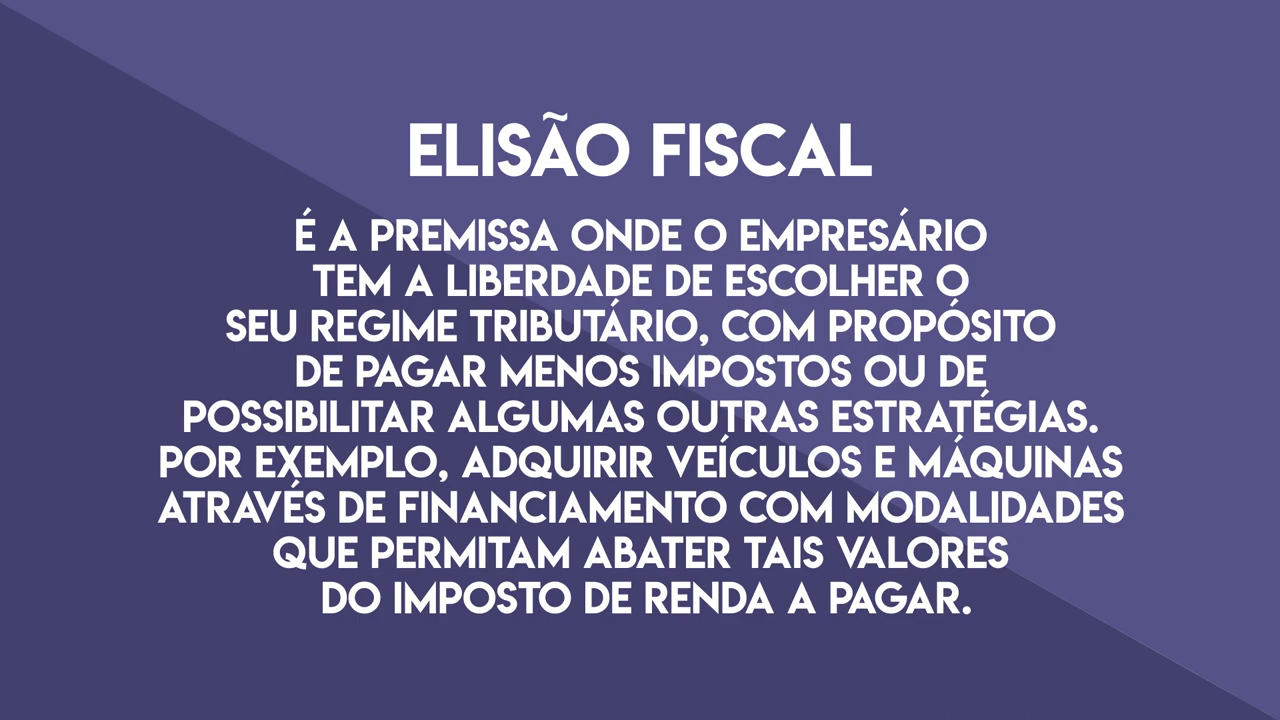 ELISÃO FISCAL
É A PREMISSA ONDE O EMPRESÁRIO
TEM A LIBERDADE DE ESCOLHER O
SEU REGIME TRIBUTÁRIO, COM PROPÓSITO
DE PAGAR MENOS IMPOSTOS OU DE
POSSIBILITAR ALGUMAS OUTRAS ESTRATÉGIAS.
POR EXEMPLO, ADQUIRIR VEÍCULOS E MÁQUINAS
ATRAVÉS DE FINANCIAMENTO COM MODALIDADES
QUE PERMITAM ABATER TAIS VALORES
DO IMPOSTO DE RENDA A PAGAR.